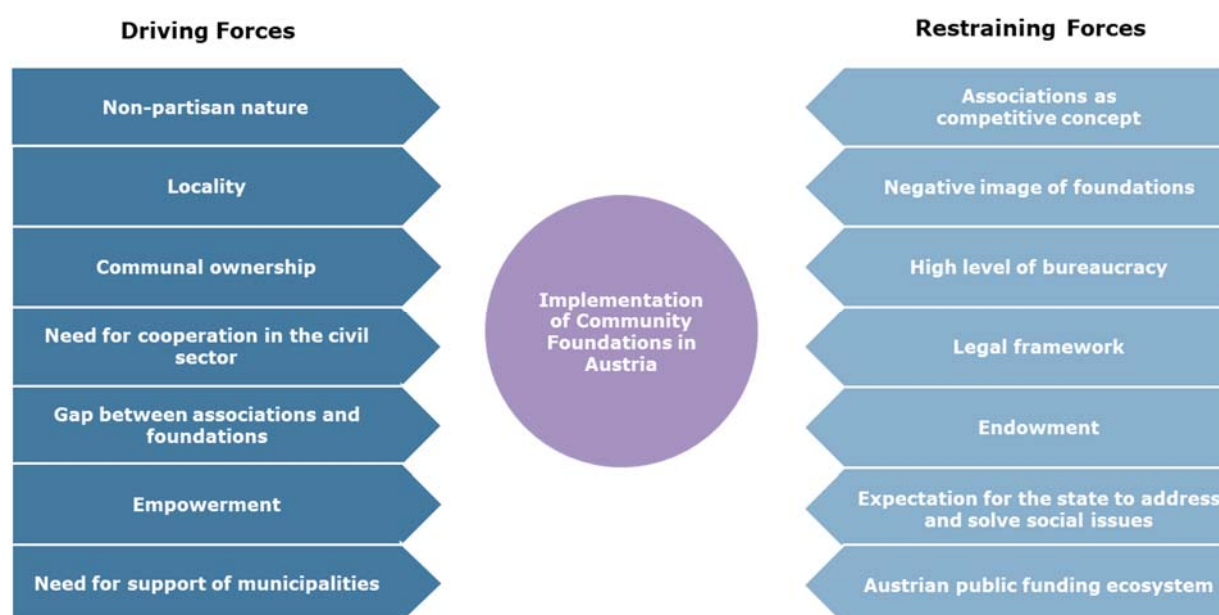 Driving Forces
Non-partisan nature
Locality
Communal ownership
Need for cooperation in the civil
sector
Gap between associations and
foundations
Empowerment
Need for support of municipalities
Implementation
of Community
Foundations in
Austria
Restraining Forces
Associations as
competitive concept
Negative image of foundations
High level of bureaucracy
Legal framework
Endowment
Expectation for the state to address
and solve social issues
Austrian public funding ecosystem